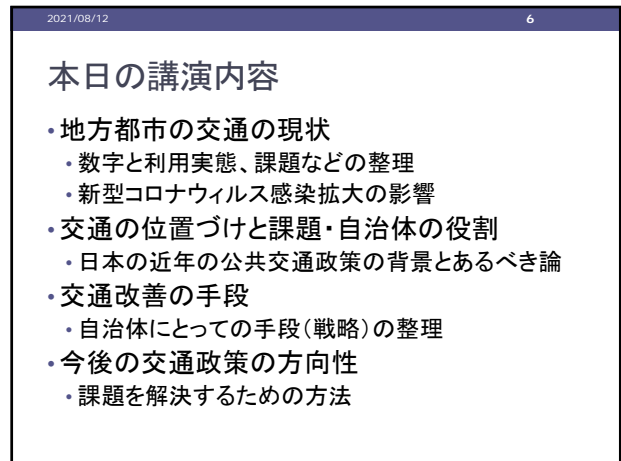 2021/08/12
6
本日の講演内容
•地方都市の交通の現状
•数字と利用実態、課題などの整理
•新型コロナウィルス感染拡大の影響
•交通の位置づけと課題・自治体の役割
•日本の近年の公共交通政策の背景とあるべき論
•交通改善の手段
•自治体にとっての手段（戦略）の整理
•今後の交通政策の方向性
•課題を解決するための方法